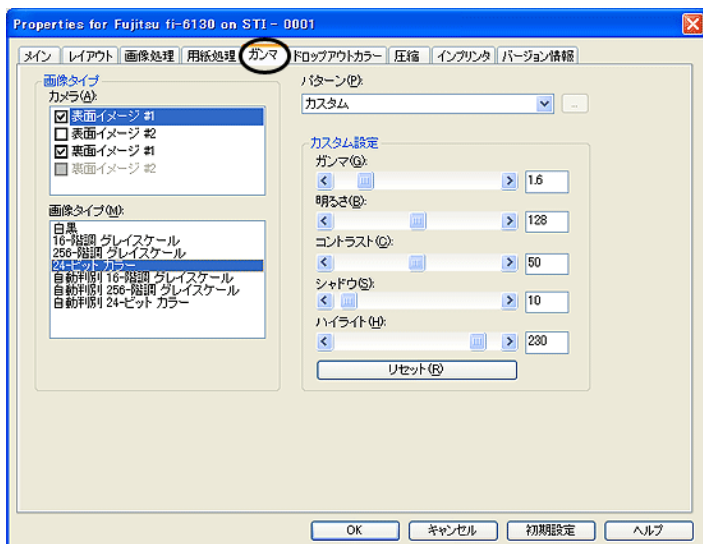 Properties for Fujitsu fi-6130 on STI - 0001
メイン レイアウト 画像処理 用紙処理 ガンマ ドロップアウトカラー 圧縮 インプリンタ バージョン情報
画像タイプ
カメラ(A):
表面イメージ #1
表面イメージ #2
裏面イメージ #1
裏面イメージ #2
画像タイプ(M):
白黒
16-階調 グレイスケール
256-階調 グレイスケール
24-ビット カラー
自動判別 16-階調 グレイスケール
自動判別 256-階調 グレイスケール
自動判別 24-ビット カラー
パターン(P):
カスタム
...
カスタム設定
ガンマ(G):
1.6
明るさ(B):
128
コントラスト(C):
50
シャドウ(S):
10
ハイライト(H):
230
リセット(R)
OK キャンセル 初期設定 ヘルプ